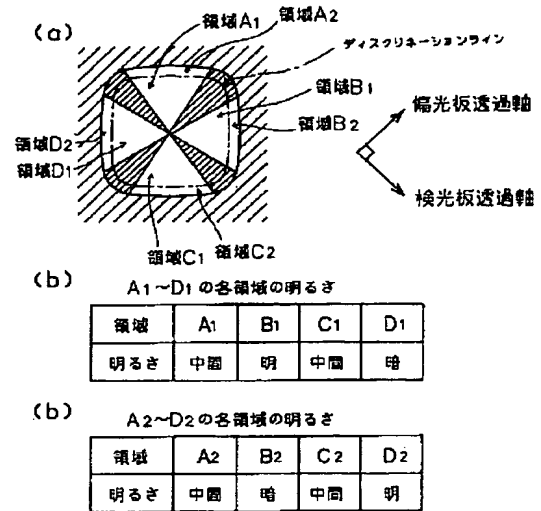 (a)
領域A1
領域A2
ディスクリネーションライン
領域B1
領域B2
偏光板透過軸
検光板透過軸
領域D2
領域D1
領域C1
領域C2
(b)
A1〜D1の各領域の明るさ
領域 A1 B1 C1 D1
明るさ 中間 明 中間 暗
(b)
A2〜D2の各領域の明るさ
領域 A2 B2 C2 D2
明るさ 中間 暗 中間 明